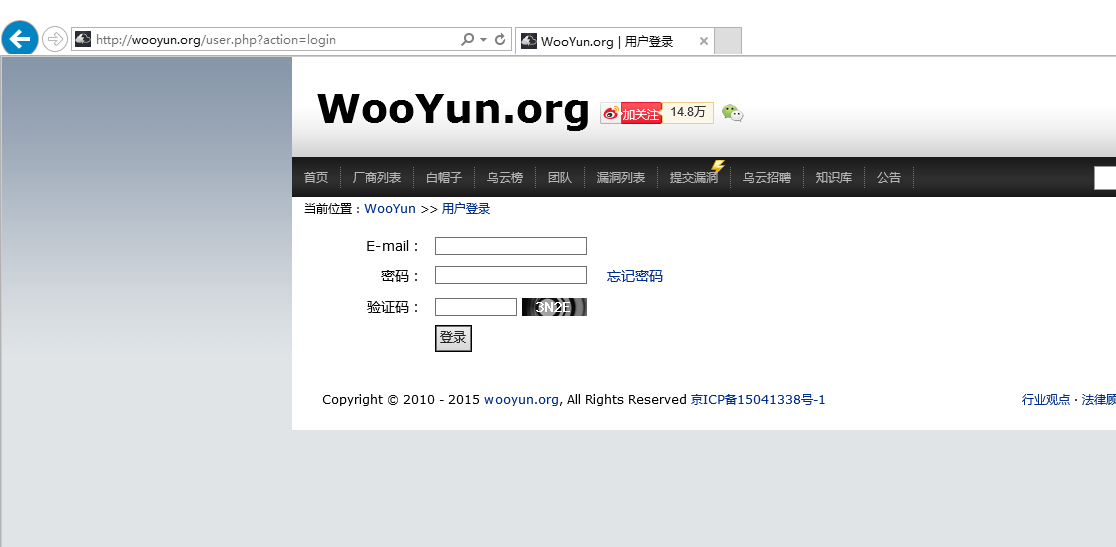 http://wooyun.org/user.php?action=login
WooYun.org | 用户登录
WooYun.org
加关注
14.8万
首页
厂商列表
白帽子
乌云榜
团队
漏洞列表
提交漏洞
乌云招聘
知识库
公告
当前位置 : WooYun >> 用户登录
E-mail :
密码 :
忘记密码
验证码 :
3N2E
登录
Copyright © 2010 - 2015 wooyun.org, All Rights Reserved 京ICP备15041338号-1
行业观点 · 法律顾